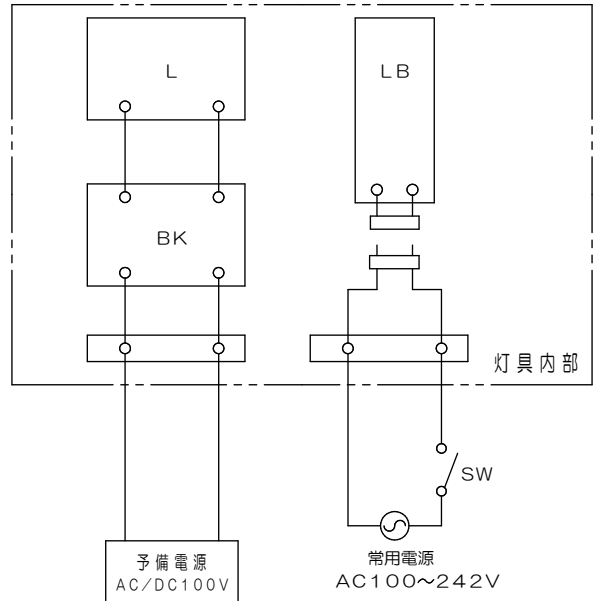 L
LB
BK
灯具内部
SW
予備電源
AC/DC100V
常用電源
AC100～242V